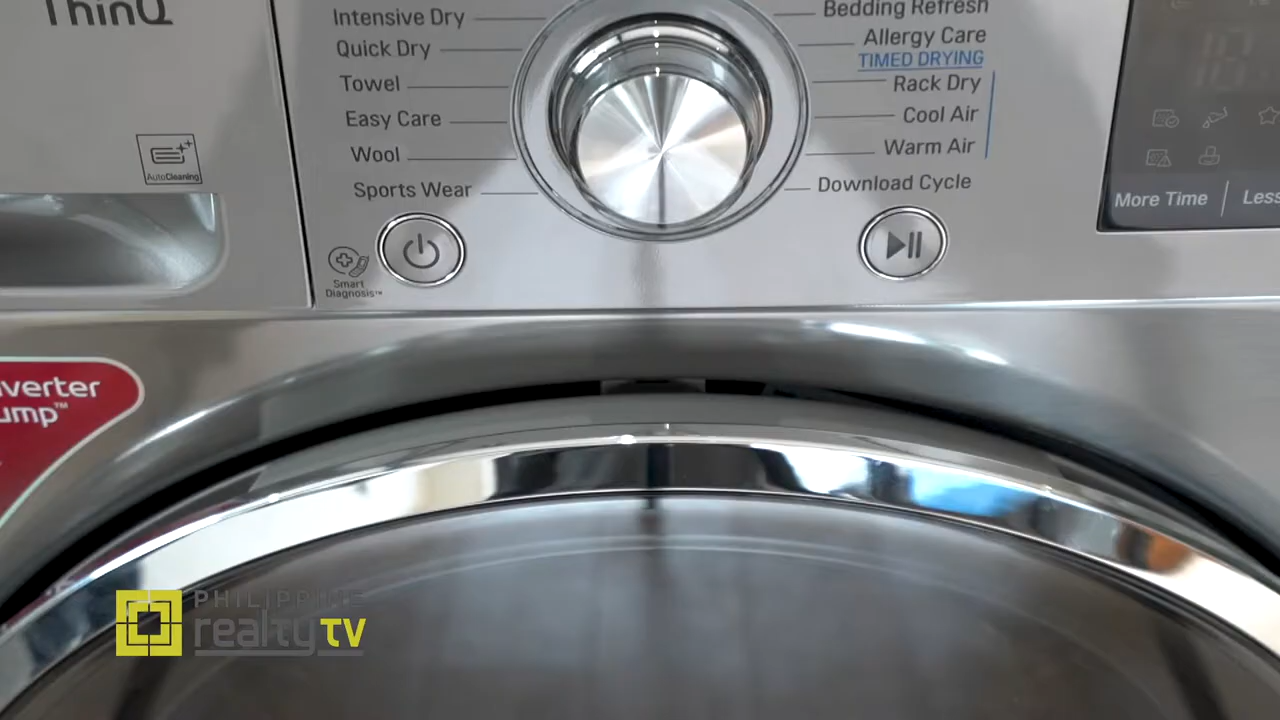 ThinQ
Intensive Dry
Quick Dry
Towel
Easy Care
Wool
Sports Wear
AutoCleaning
Smart
Diagnosis™
Bedding Refresh
Allergy Care
TIMED DRYING
Rack Dry
Cool Air
Warm Air
Download Cycle
More Time
Less
verter
ump™
PHILIPPINE
realty TV